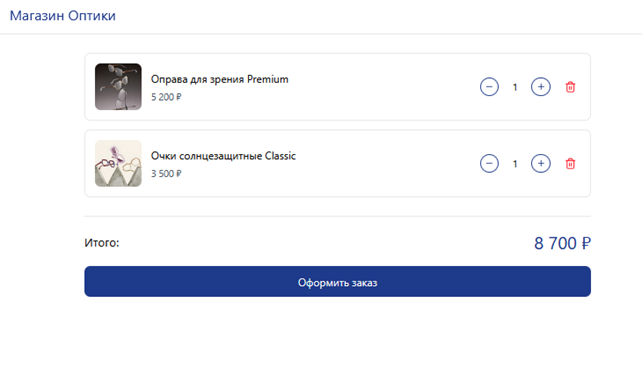 Магазин Оптики
Оправа для зрения Premium
5 200 ₽
1
Очки солнцезащитные Classic
3 500 ₽
1
Итого:
8 700 ₽
Оформить заказ